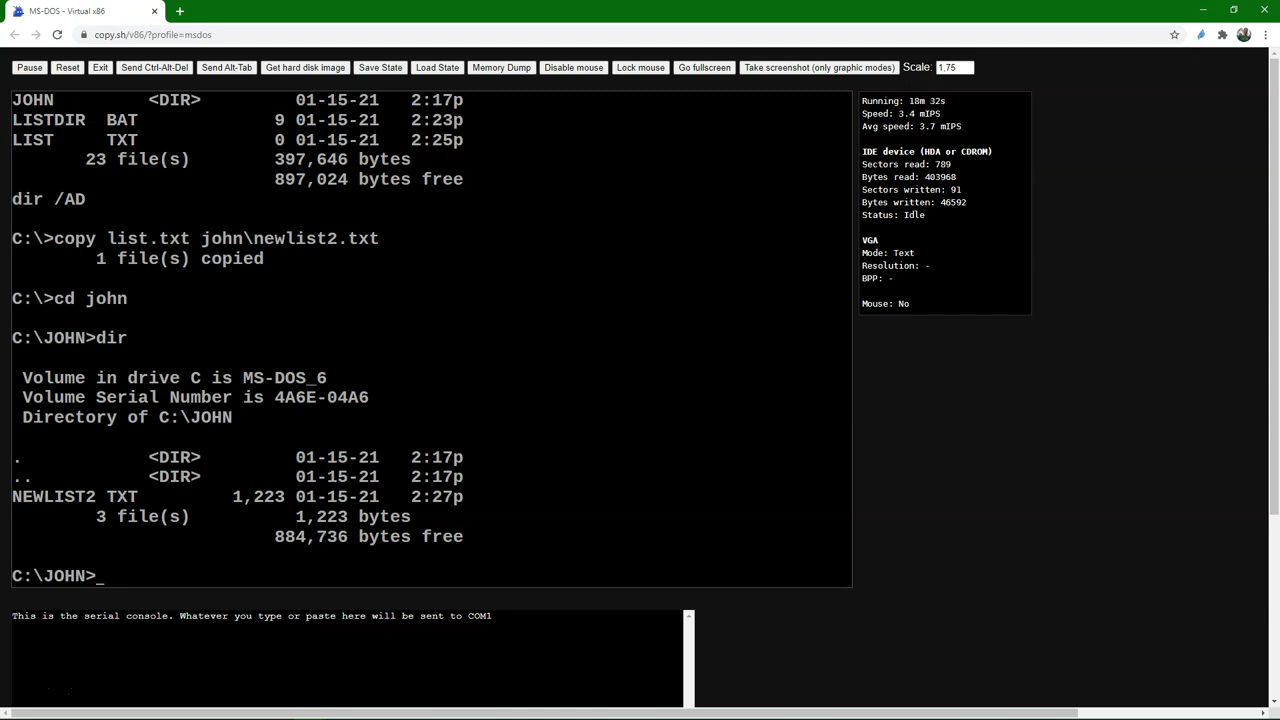 MS-DOS - Virtual x86
copy.sh/v86/?profile=msdos
Pause Reset Exit Send Ctrl-Alt-Del Send Alt-Tab Get hard disk image Save State Load State Memory Dump Disable mouse Lock mouse Go fullscreen Take screenshot (only graphic modes) Scale: 1,75
JOHN <DIR> 01-15-21 2:17p
LISTDIR BAT 9 01-15-21 2:23p
LIST TXT 0 01-15-21 2:25p
23 file(s) 397,646 bytes
897,024 bytes free
dir /AD
C:\>copy list.txt john\newlist2.txt
1 file(s) copied
C:\>cd john
C:\JOHN>dir
Volume in drive C is MS-DOS_6
Volume Serial Number is 4A6E-04A6
Directory of C:\JOHN
. <DIR> 01-15-21 2:17p
.. <DIR> 01-15-21 2:17p
NEWLIST2 TXT 1,223 01-15-21 2:27p
3 file(s) 1,223 bytes
884,736 bytes free
C:\JOHN>_
Running: 18m 32s
Speed: 3.4 mIPS
Avg speed: 3.7 mIPS
IDE device (HDA or CDROM)
Sectors read: 789
Bytes read: 403968
Sectors written: 91
Bytes written: 46592
Status: Idle
VGA
Mode: Text
Resolution: -
BPP: -
Mouse: No
This is the serial console. Whatever you type or paste here will be sent to COM1